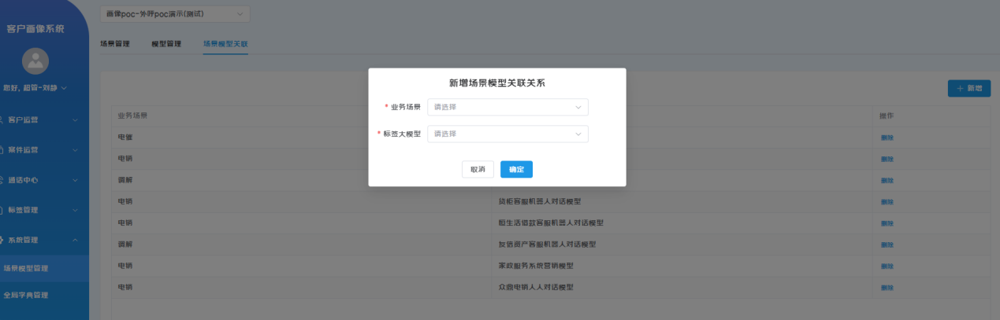 画像poc-外呼poc演示(测试)
客户画像系统
场景管理 模型管理 场景模型关联
您好, 超管-刘静
新增场景模型关联关系
+ 新增
* 业务场景 请选择
业务场景 操作
客户运营
* 标签大模型 请选择
电催 删除
案件运营
电销 删除
取消 确定
通话中心
调解 删除
电销 货柜客服机器人对话模型 删除
标签管理
电销 恒生活借款客服机器人对话模型 删除
系统管理
调解 友信资产客服机器人对话模型 删除
场景模型管理
电销 家政服务系统营销模型 删除
电销 众鼎电销人人对话模型 删除
全局字典管理